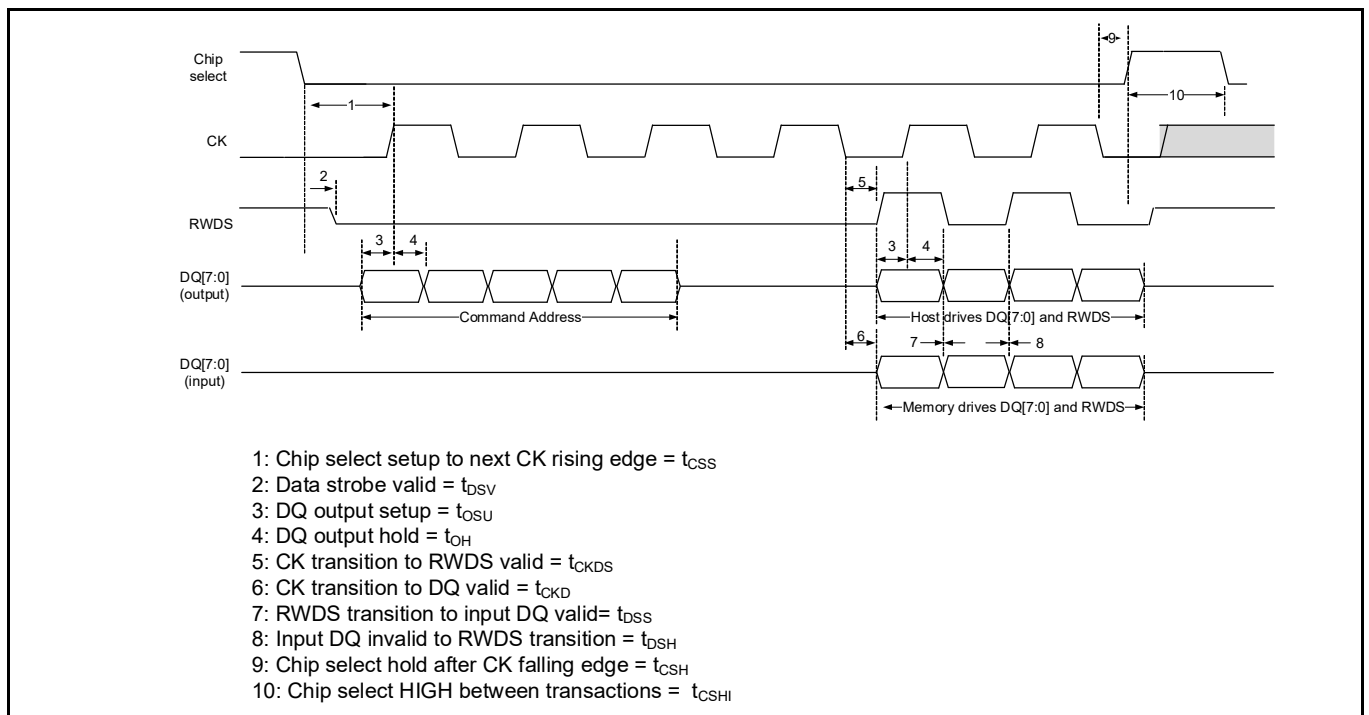 9
Chip
select
1
10
CK
2
5
RWDS
3
4
3
4
DQ[7:0]
(output)
Command Address
Host drives DQ[7:0] and RWDS
6
7
8
DQ[7:0]
(input)
Memory drives DQ[7:0] and RWDS
1: Chip select setup to next CK rising edge = tCSS
2: Data strobe valid = tDSV
3: DQ output setup = tOSU
4: DQ output hold = tOH
5: CK transition to RWDS valid = tCKDS
6: CK transition to DQ valid = tCKD
7: RWDS transition to input DQ valid= tDSS
8: Input DQ invalid to RWDS transition = tDSH
9: Chip select hold after CK falling edge = tCSH
10: Chip select HIGH between transactions = tCSHI